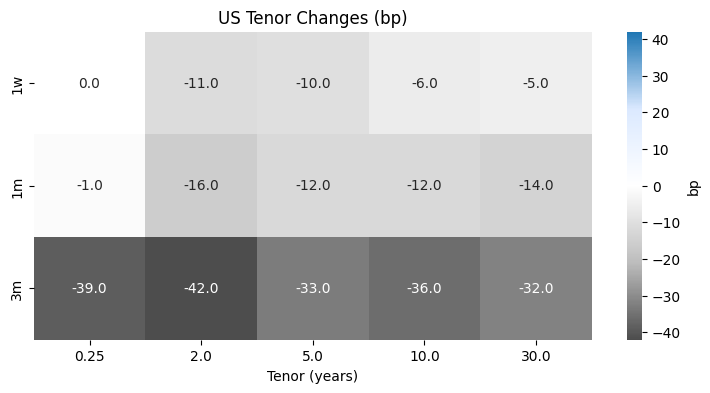 US Tenor Changes (bp)
1w 0.0 -11.0 -10.0 -6.0 -5.0
1m -1.0 -16.0 -12.0 -12.0 -14.0
3m -39.0 -42.0 -33.0 -36.0 -32.0
0.25 2.0 5.0 10.0 30.0
Tenor (years)
40
30
20
10
0
−10
−20
−30
−40
bp